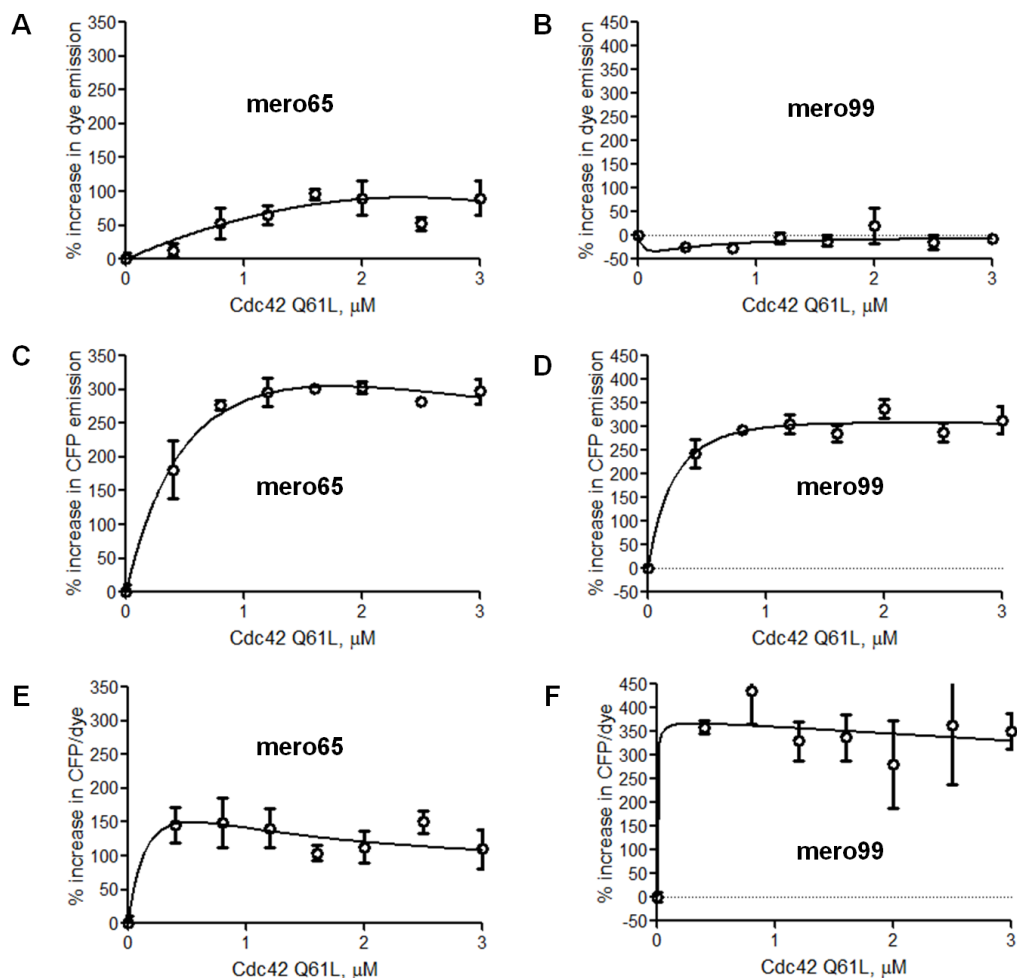 A
% increase in dye emission
350
300
250
200
150
100
50
0
mero65
0 1 2 3
Cdc42 Q61L, μM
B
% increase in dye emission
450
400
350
300
250
200
150
100
50
0
-50
mero99
0 1 2 3
Cdc42 Q61L, μM
C
% increase in CFP emission
350
300
250
200
150
100
50
0
mero65
0 1 2 3
Cdc42 Q61L, μM
D
% increase in CFP emission
450
400
350
300
250
200
150
100
50
0
-50
mero99
0 1 2 3
Cdc42 Q61L, μM
E
% increase in CFP/dye
350
300
250
200
150
100
50
0
mero65
0 1 2 3
Cdc42 Q61L, μM
F
% increase in CFP/dye
450
400
350
300
250
200
150
100
50
0
-50
mero99
0 1 2 3
Cdc42 Q61L, μM